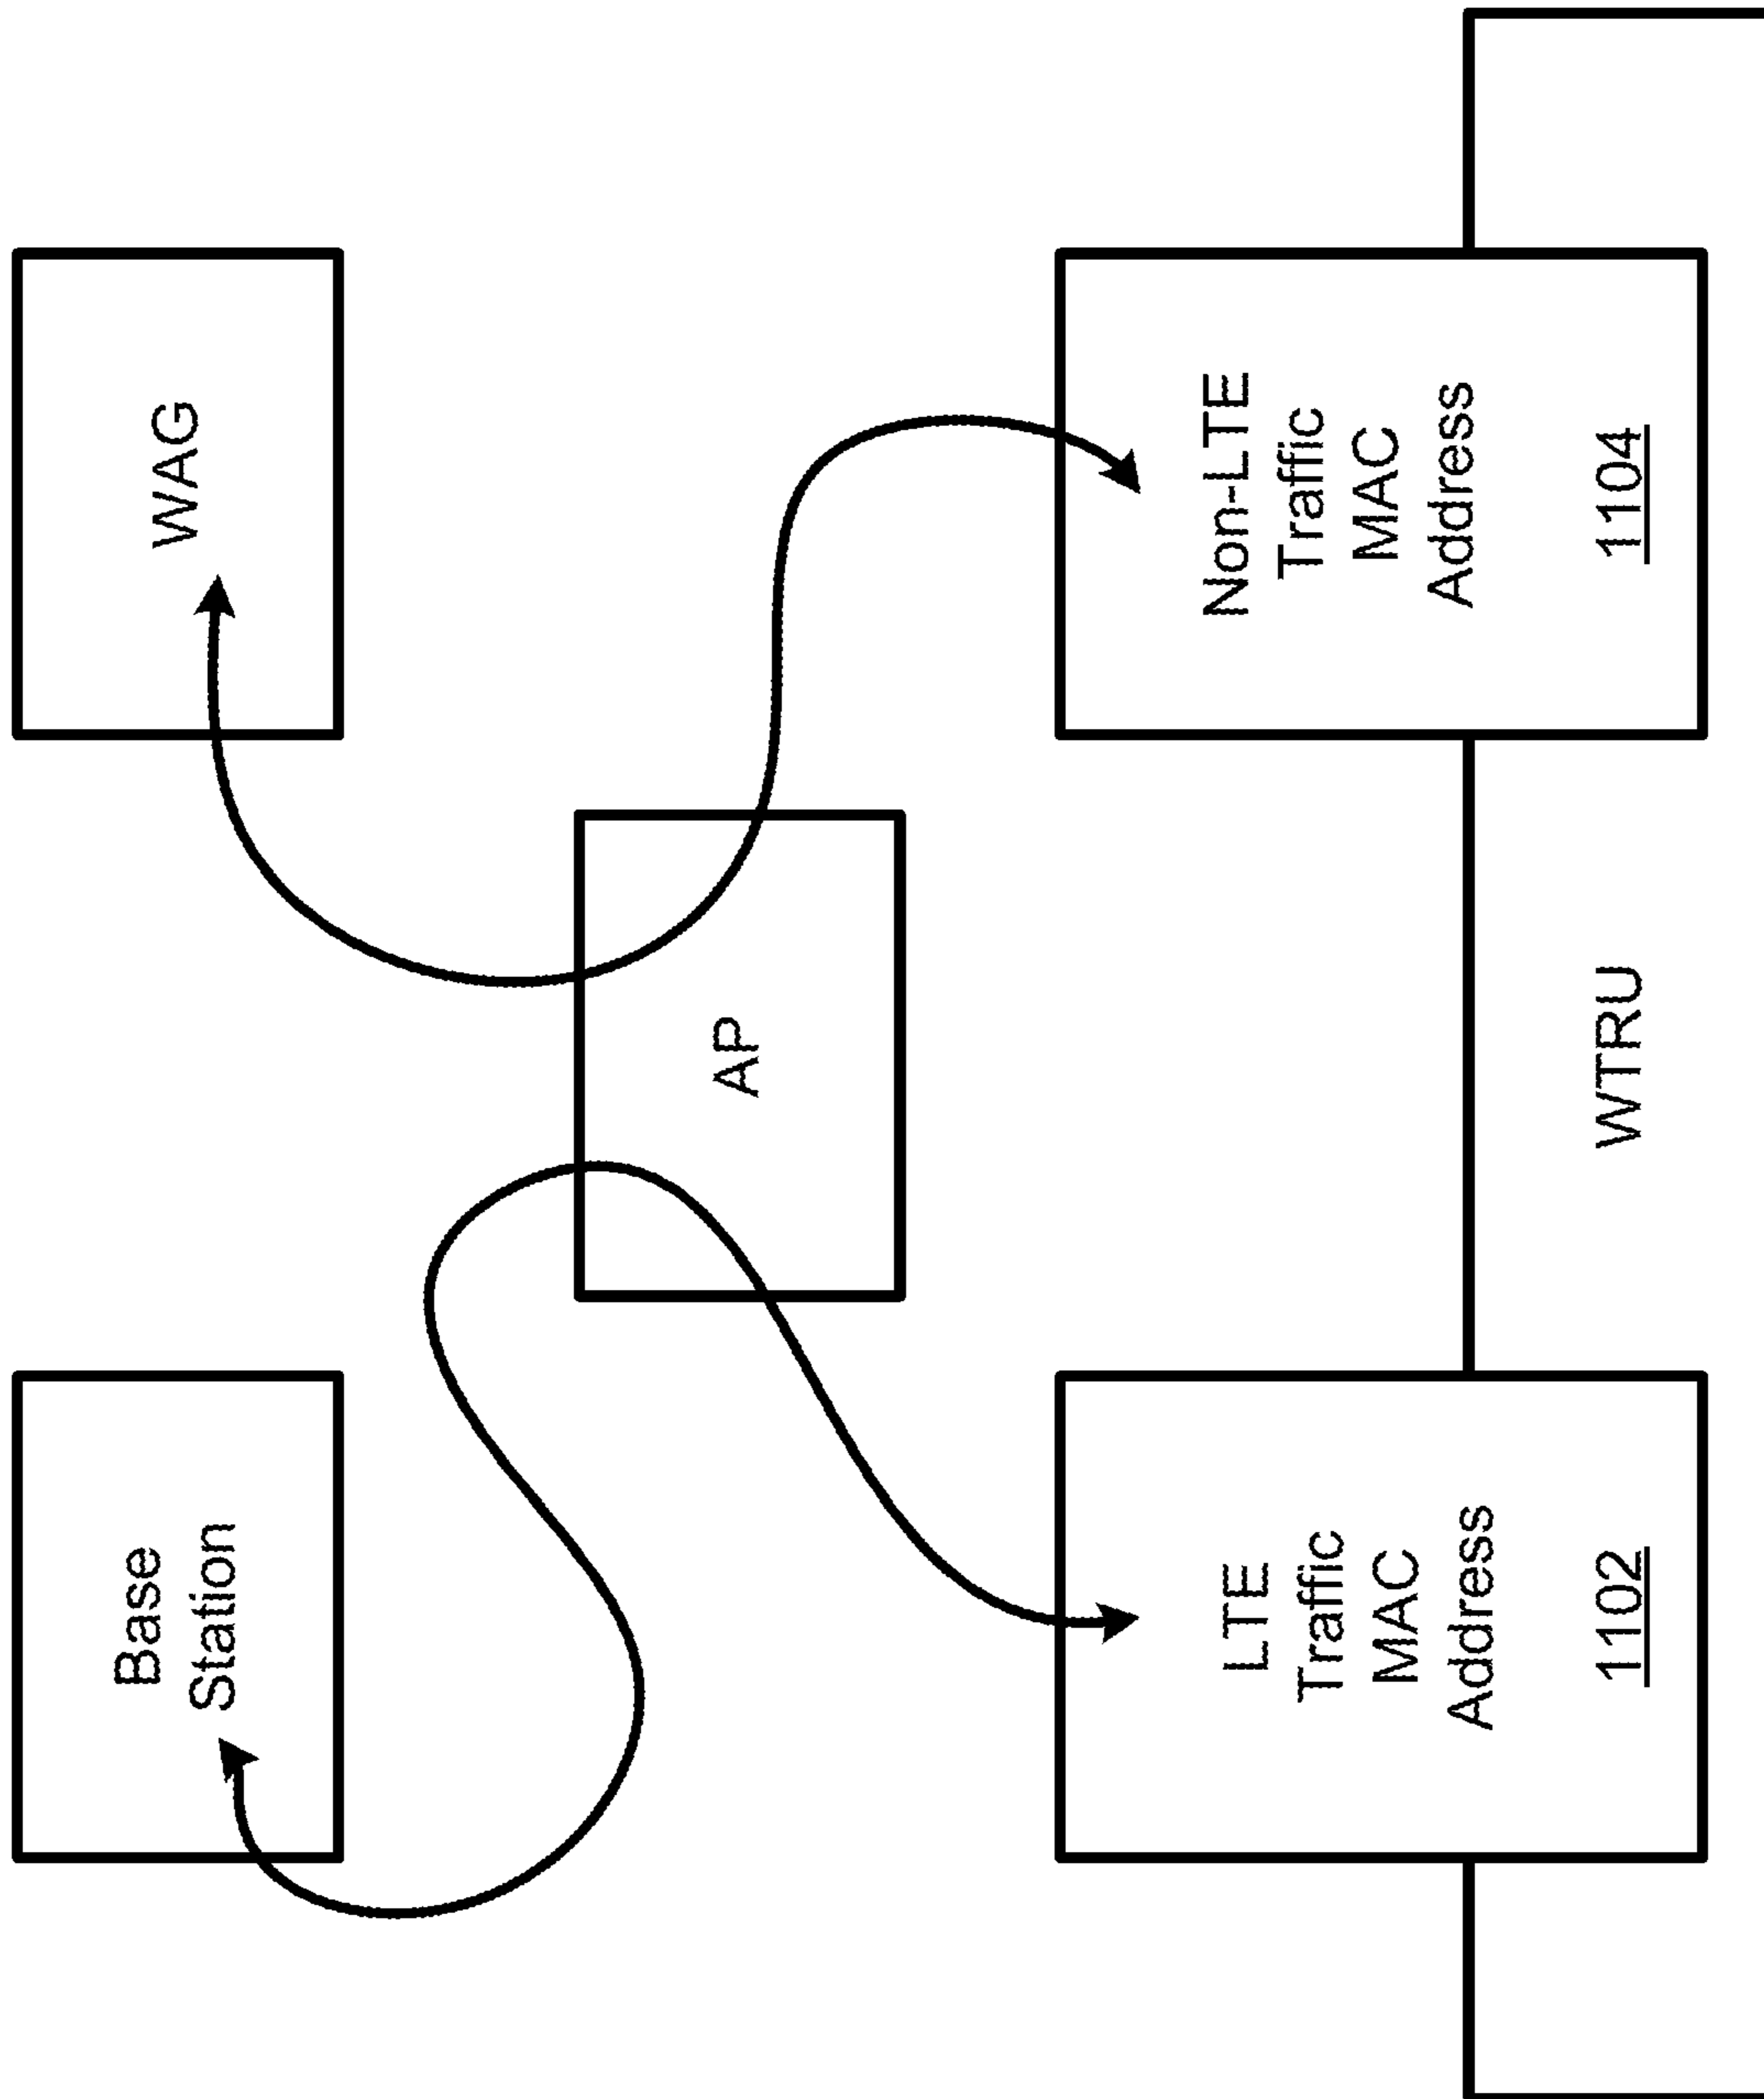 Base
Station
WAG
AP
LTE
Traffic
MAC
Address
1102
Non-LTE
Traffic
MAC
Address
1104
WTRU